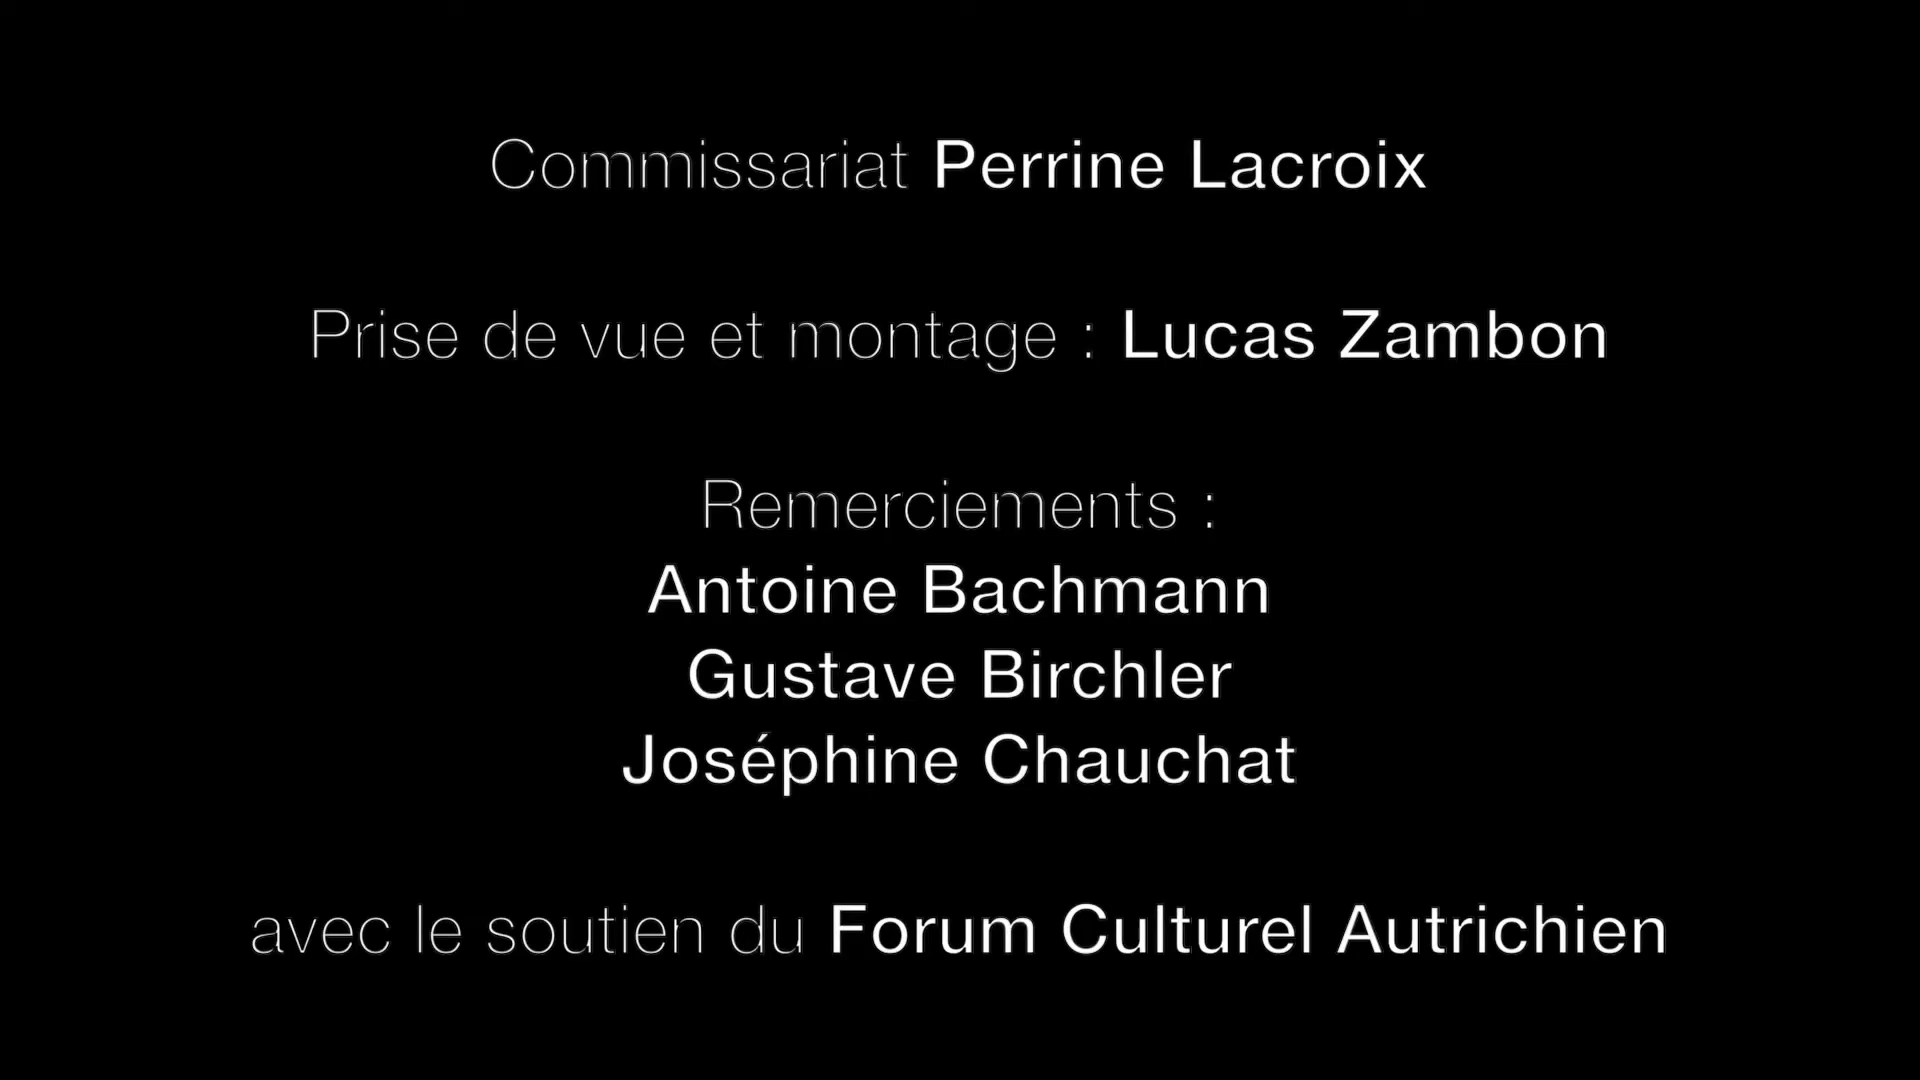 Commissariat Perrine Lacroix
Prise de vue et montage : Lucas Zambon
Remerciements :
Antoine Bachmann
Gustave Birchler
Joséphine Chauchat
avec le soutien du Forum Culturel Autrichien